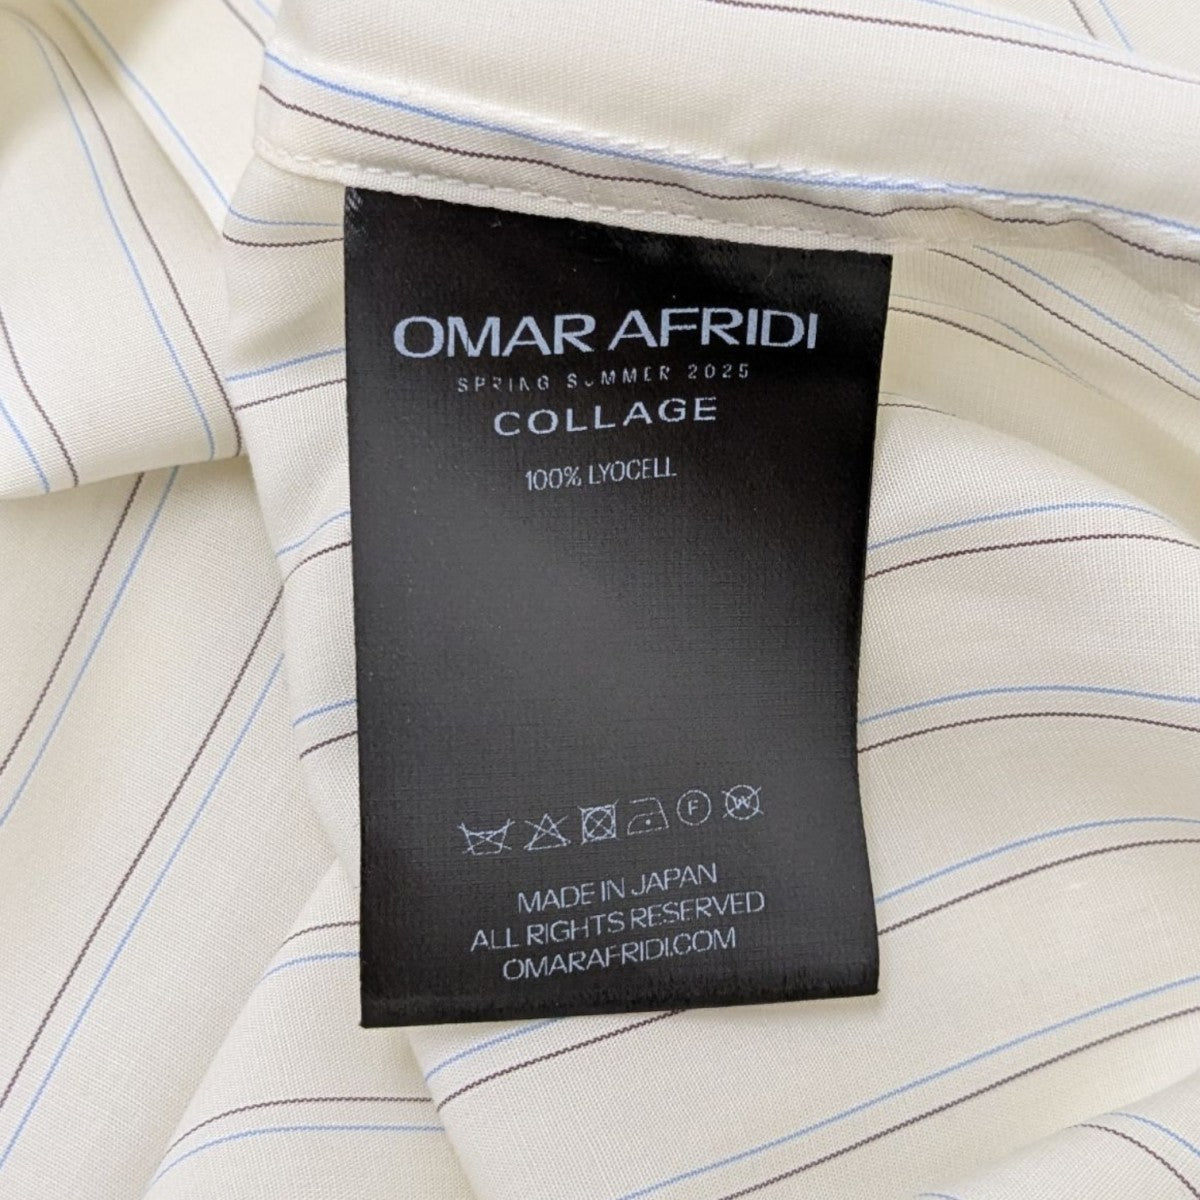 OMAR AFRIDI
SPRING SUMMER 2025
COLLAGE
100% LYOCELL
F
W
MADE IN JAPAN
ALL RIGHTS RESERVED
OMARAFRIDI.COM